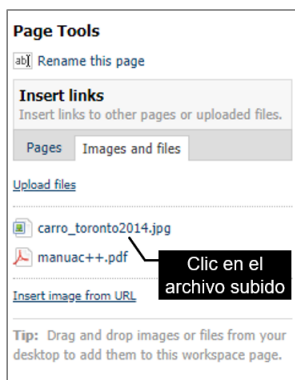 Page Tools
ab Rename this page
Insert links
Insert links to other pages or uploaded files.
Pages Images and files
Upload files
carro_toronto2014.jpg
manuac++.pdf
Clic en el
archivo subido
Insert image from URL
Tip: Drag and drop images or files from your
desktop to add them to this workspace page.